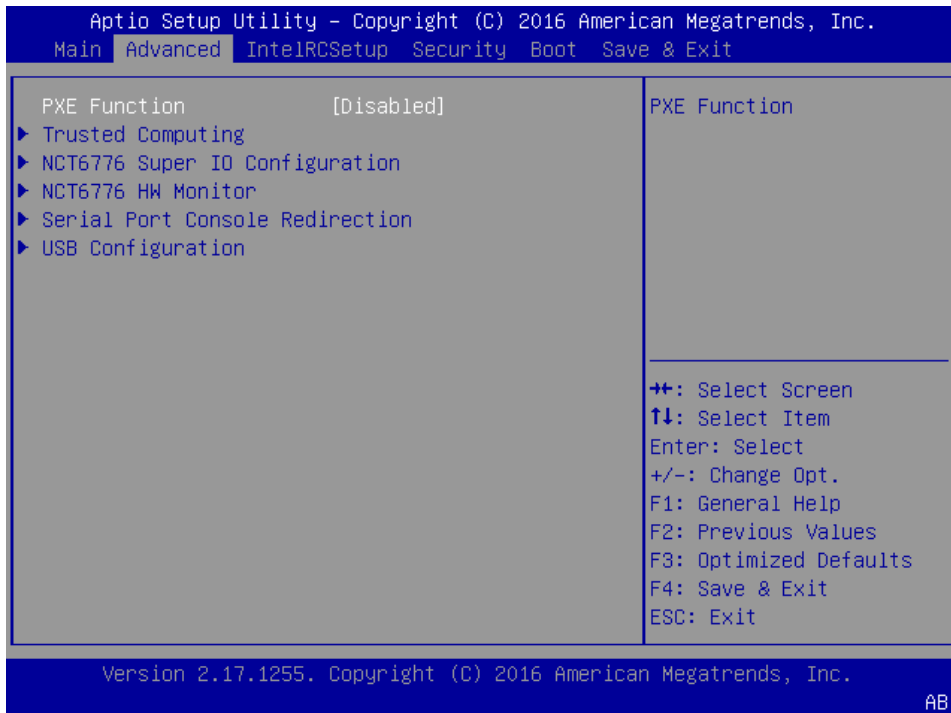 Aptio Setup Utility – Copyright (C) 2016 American Megatrends, Inc.
Main Advanced IntelRCSetup Security Boot Save & Exit
PXE Function [Disabled]
Trusted Computing
NCT6776 Super IO Configuration
NCT6776 HW Monitor
Serial Port Console Redirection
USB Configuration
PXE Function
→←: Select Screen
↑↓: Select Item
Enter: Select
+/-: Change Opt.
F1: General Help
F2: Previous Values
F3: Optimized Defaults
F4: Save & Exit
ESC: Exit
Version 2.17.1255. Copyright (C) 2016 American Megatrends, Inc.
AB